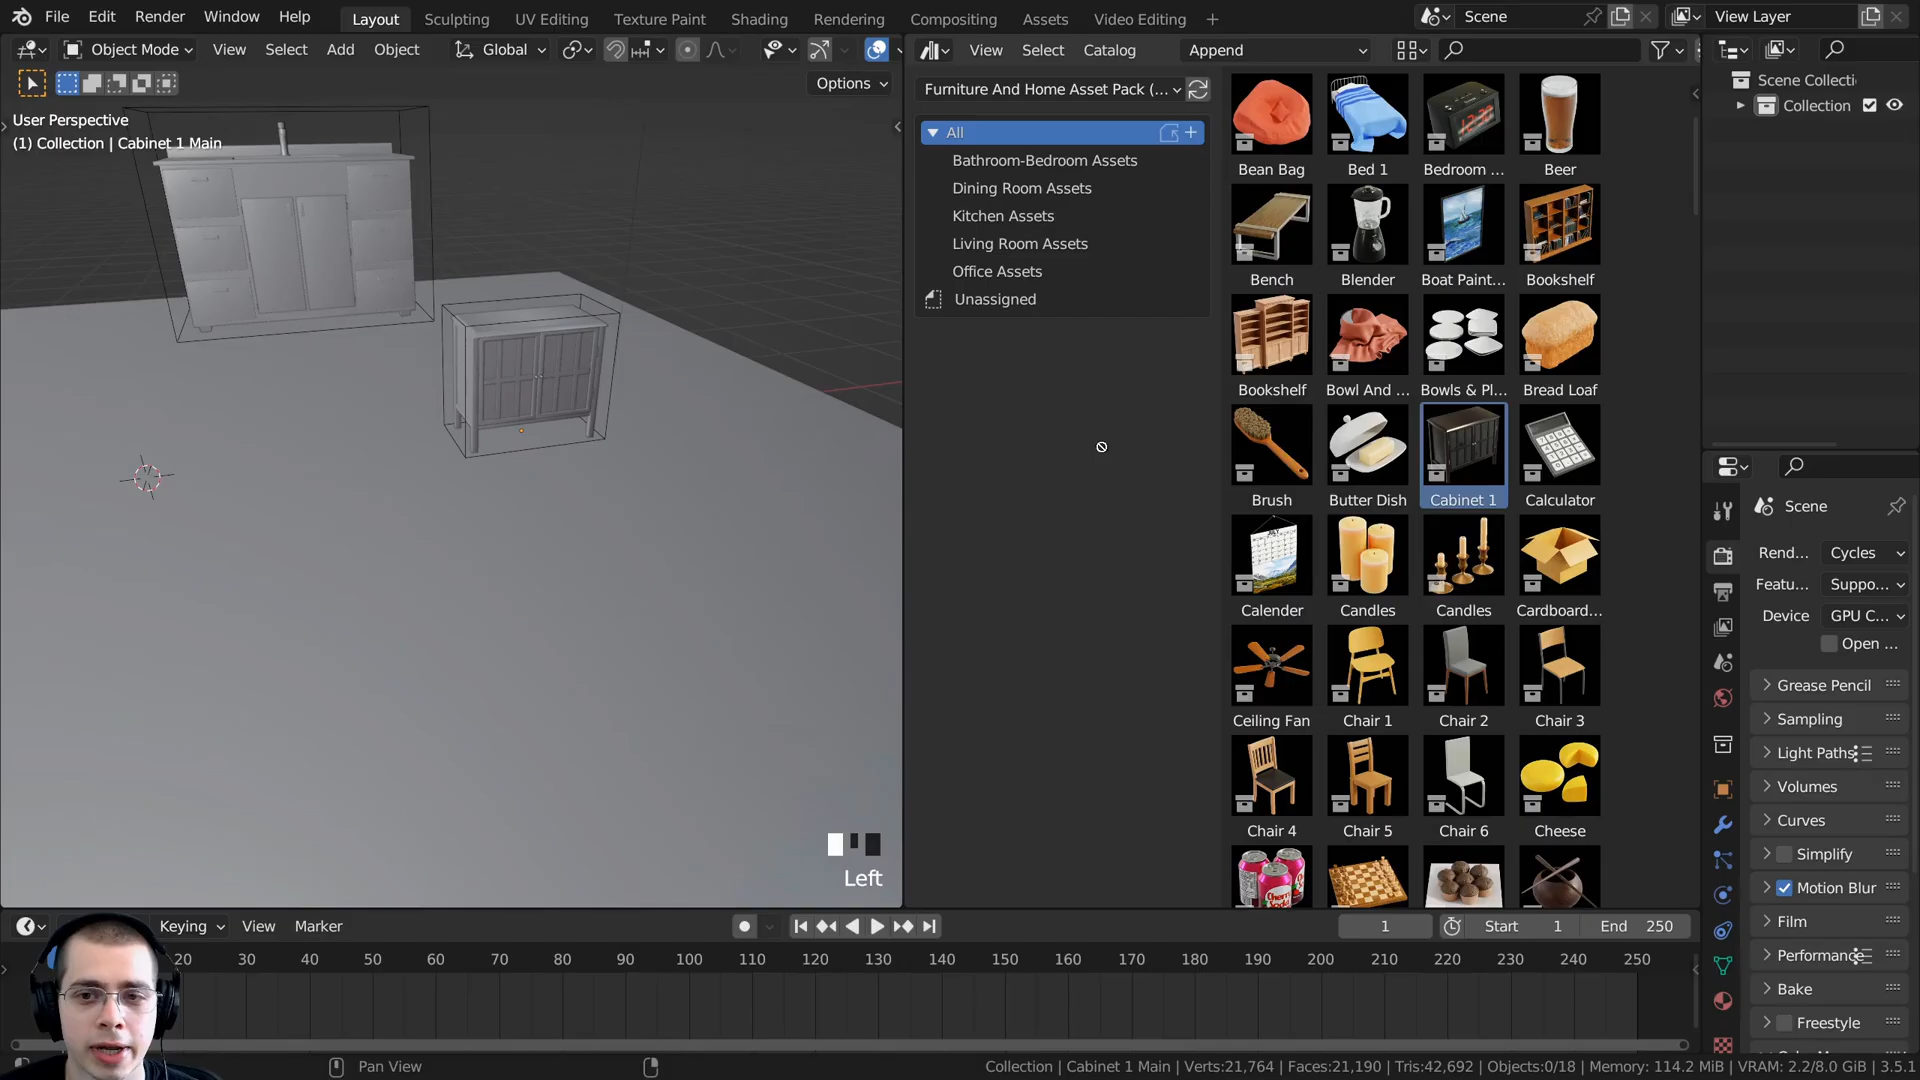 File Edit Render Window Help Layout Sculpting UV Editing Texture Paint Shading Rendering Compositing Assets Video Editing Scene View Layer
Object Mode View Select Add Object Global View Select Catalog Append
Options
User Perspective
(1) Collection | Cabinet 1 Main
Furniture And Home Asset Pack (...
All
Bathroom-Bedroom Assets
Dining Room Assets
Kitchen Assets
Living Room Assets
Office Assets
Unassigned
Bean Bag Bed 1 Bedroom ... Beer
Bench Blender Boat Paint... Bookshelf
Bookshelf Bowl And ... Bowls & Pl... Bread Loaf
Brush Butter Dish Cabinet 1 Calculator
Calender Candles Candles Cardboard...
Ceiling Fan Chair 1 Chair 2 Chair 3
Chair 4 Chair 5 Chair 6 Cheese
Scene Collecti
Collection
Scene
Rend... Cycles
Featu... Suppo...
Device GPU C...
Open ...
Grease Pencil
Sampling
Light Paths
Volumes
Curves
Simplify
Motion Blur
Film
Performance
Bake
Freestyle
Left
Keying View Marker 1 Start 1 End 250
20 30 40 50 60 70 80 90 100 110 120 130 140 150 160 170 180 190 200 210 220 230 240 250
Pan View Collection | Cabinet 1 Main | Verts:21,764 | Faces:21,190 | Tris:42,692 | Objects:0/18 | Memory: 114.2 MiB | VRAM: 2.2/8.0 GiB | 3.5.1